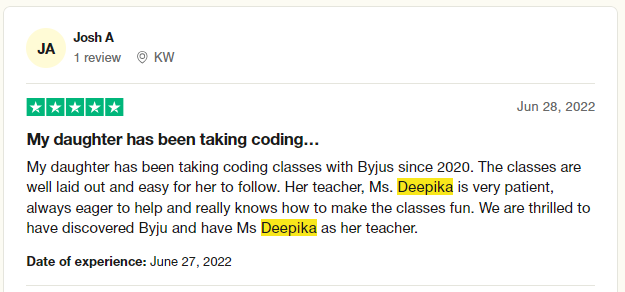 JA
Josh A
1 review KW
Jun 28, 2022
My daughter has been taking coding…
My daughter has been taking coding classes with Byjus since 2020. The classes are
well laid out and easy for her to follow. Her teacher, Ms. Deepika is very patient,
always eager to help and really knows how to make the classes fun. We are thrilled to
have discovered Byju and have Ms Deepika as her teacher.
Date of experience: June 27, 2022